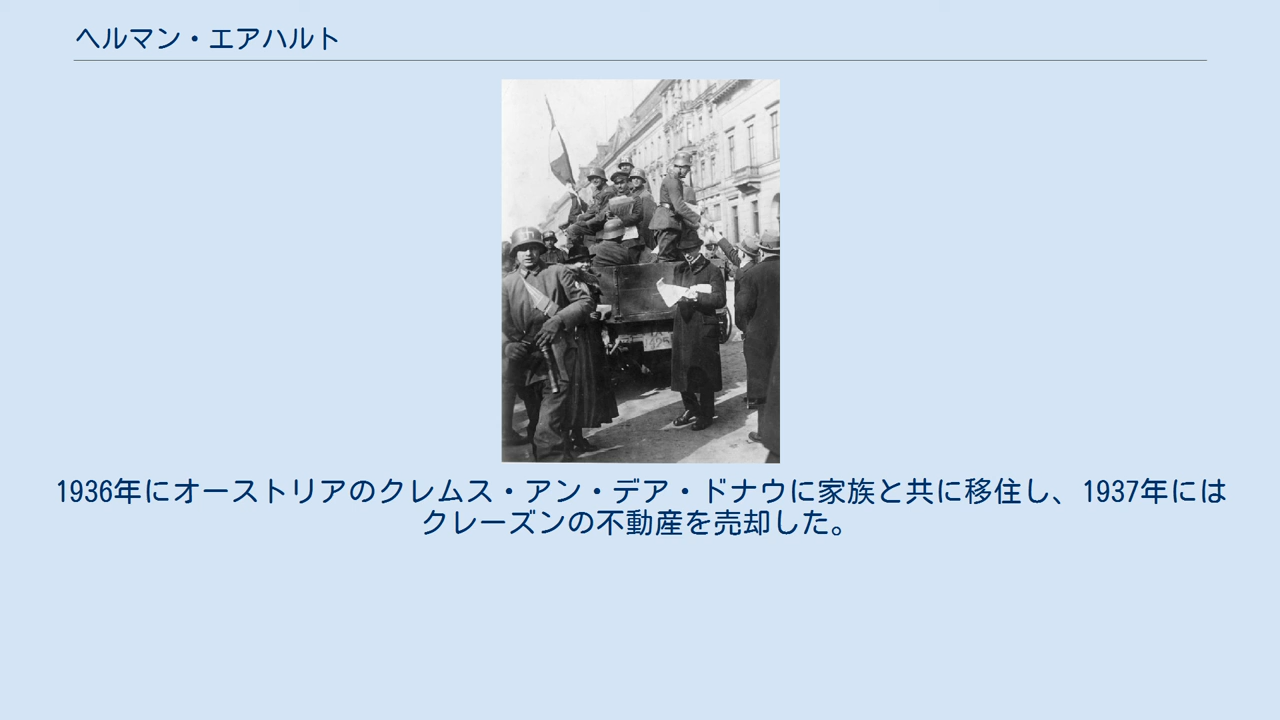 ヘルマン・エアハルト
1936年にオーストリアのクレムス・アン・デア・ドナウに家族と共に移住し、1937年には
クレーズンの不動産を売却した。